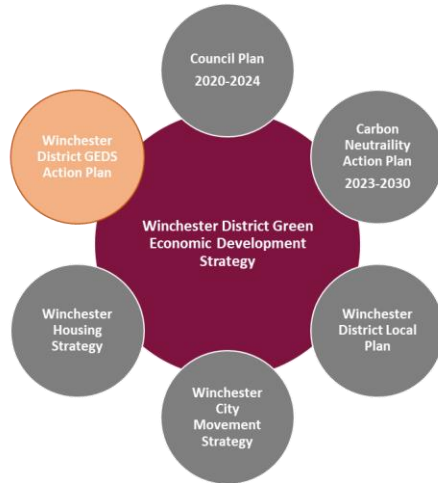 Council Plan
2020-2024
Carbon
Neutraility
Action Plan
2023-2030
Winchester
District GEDS
Action Plan
Winchester District Green
Economic Development
Strategy
Winchester
Housing
Strategy
Winchester
District Local
Plan
Winchester
City
Movement
Strategy